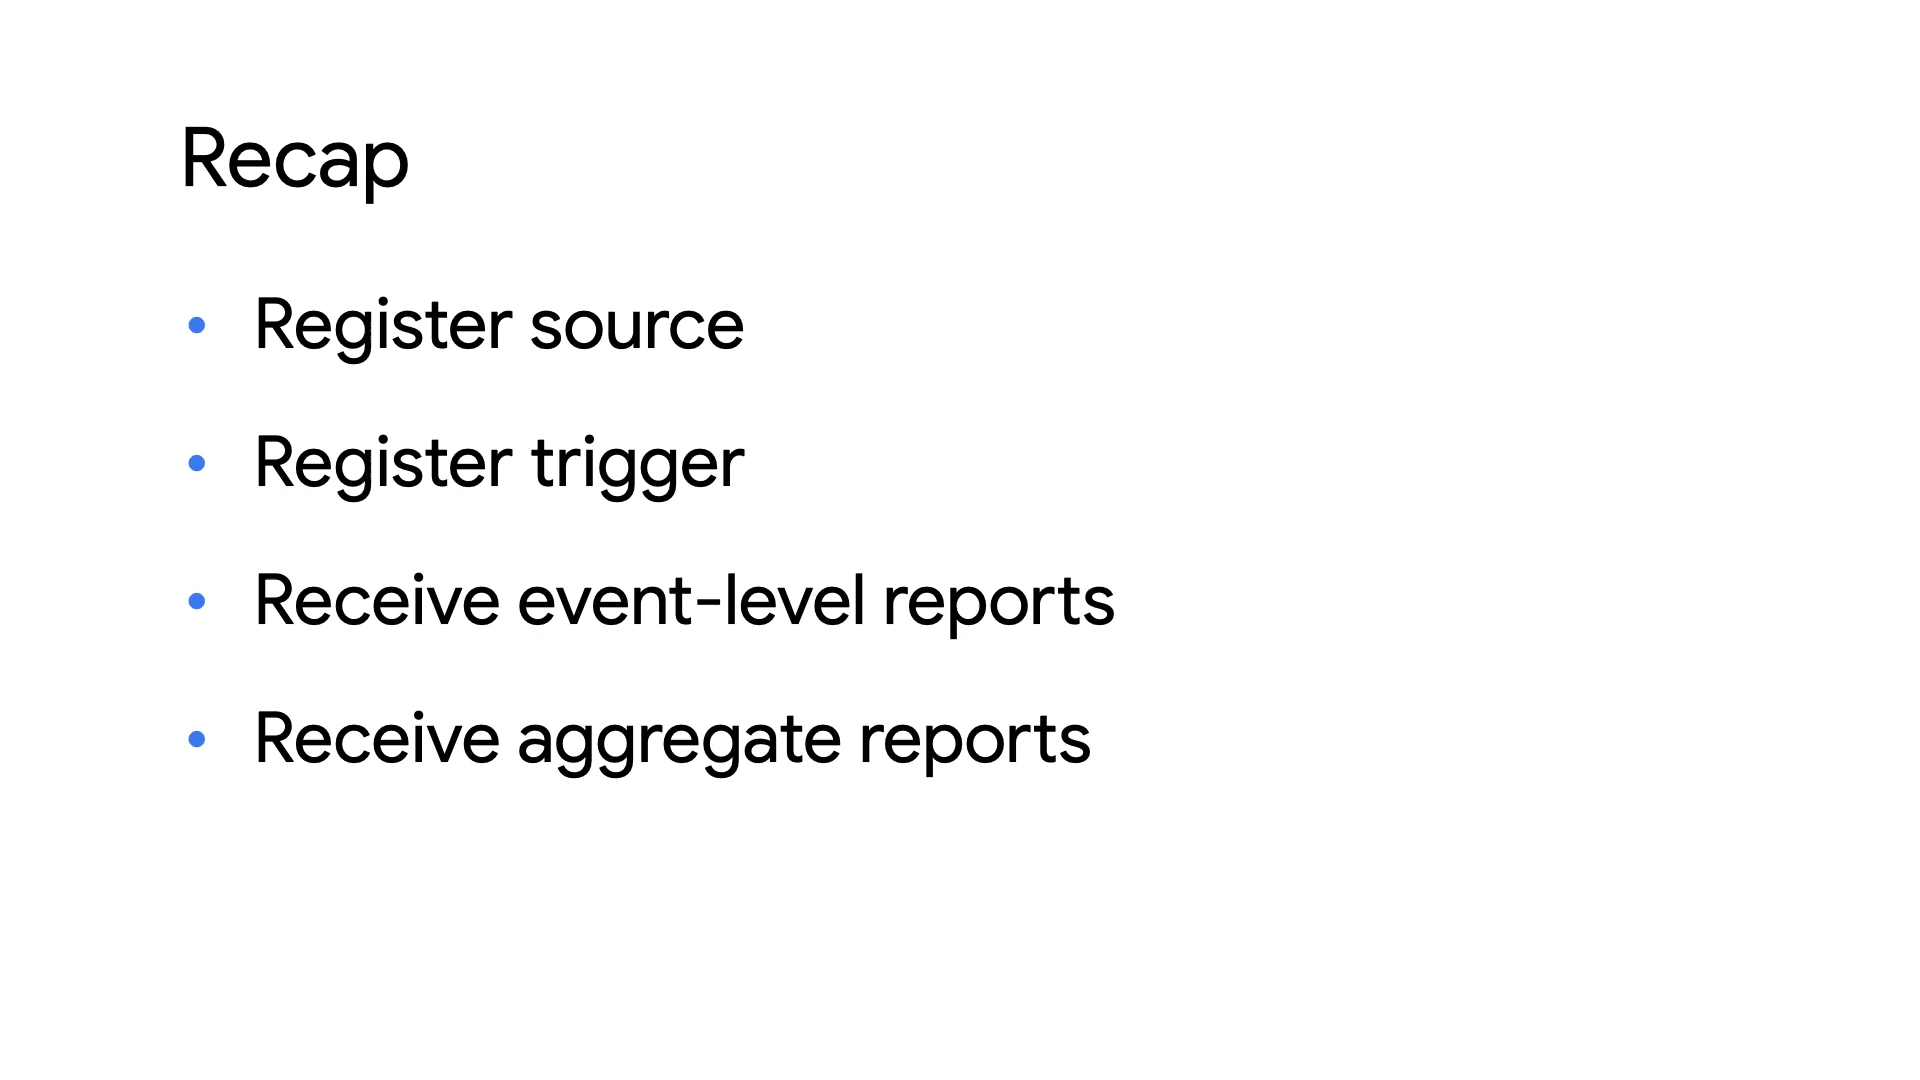 Recap
• Register source
• Register trigger
• Receive event-level reports
• Receive aggregate reports